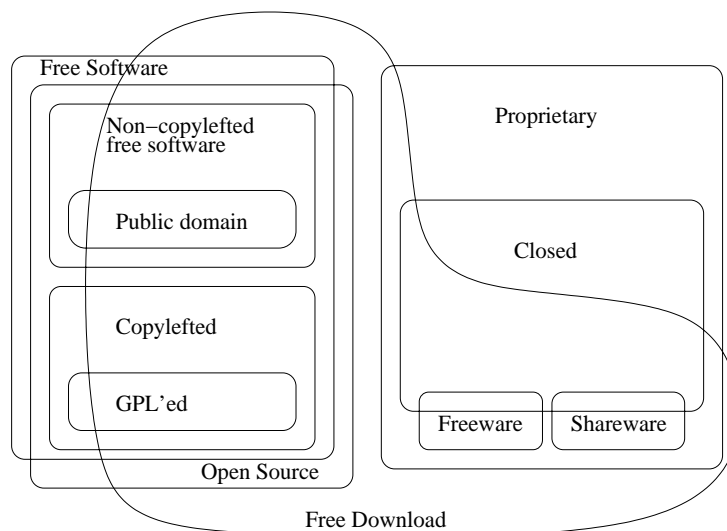 Free Software
Non-copylefted
free software
Public domain
Copylefted
GPL'ed
Open Source
Proprietary
Closed
Freeware
Shareware
Free Download